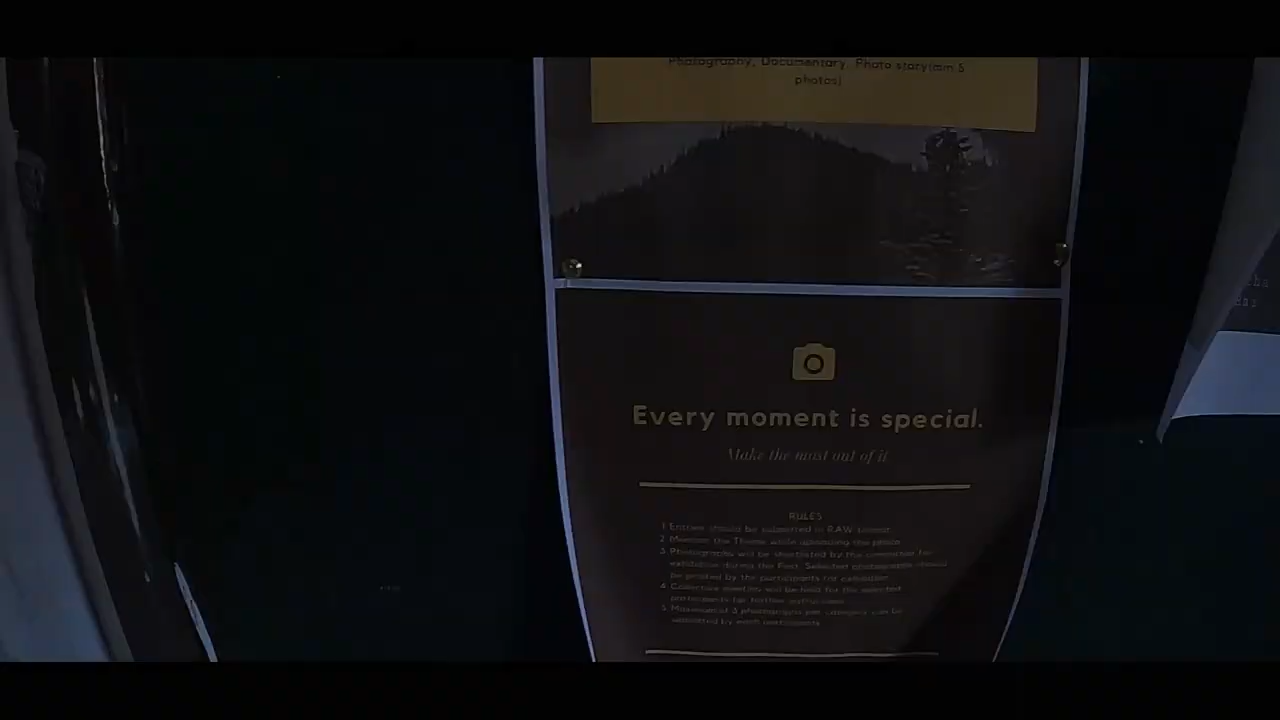 Photography, Documentary, Photo story(min 5
photos)
Every moment is special.
Make the most out of it
RULES
1 Entries should be submitted in RAW format.
2 Mention the Theme while uploading the photo
3 Photographs will be shortlisted by the committee for
exhibition during the Fest. Selected photographs should
be printed by the participants for exhibition
4 Collective meeting will be held for the selected
participants for further
5 Maximum of 3 photographs per category can be
submitted by each participants